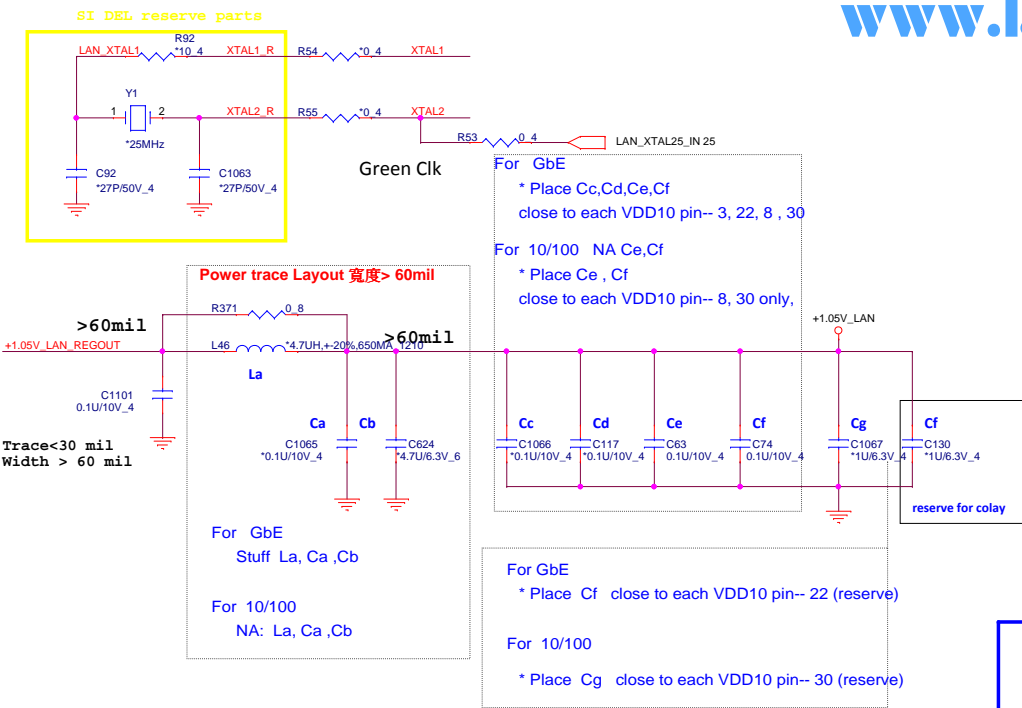 www.la
SI DEL reserve parts
R92
LAN_XTAL1 *10_4 XTAL1_R R54 *0_4 XTAL1
Y1
1 2 XTAL2_R R55 *0_4 XTAL2
*25MHz
R53 0_4 LAN_XTAL25_IN 25
C92
*27P/50V_4
C1063
*27P/50V_4
Green Clk
For GbE
* Place Cc,Cd,Ce,Cf
close to each VDD10 pin-- 3, 22, 8 , 30
For 10/100 NA Ce,Cf
* Place Ce , Cf
close to each VDD10 pin-- 8, 30 only,
Power trace Layout 寬度> 60mil
R371 0_8
>60mil
>60mil
+1.05V_LAN
+1.05V_LAN_REGOUT
L46 *4.7UH,+-20%,650MA_1210
La
C1101
0.1U/10V_4
Trace<30 mil
Width > 60 mil
Ca
C1065
*0.1U/10V_4
Cb
C624
*4.7U/6.3V_6
Cc
C1066
*0.1U/10V_4
Cd
C117
*0.1U/10V_4
Ce
C63
0.1U/10V_4
Cf
C74
0.1U/10V_4
Cg
C1067
*1U/6.3V_4
Cf
C130
*1U/6.3V_4
reserve for colay
For GbE
Stuff La, Ca ,Cb
For 10/100
NA: La, Ca ,Cb
For GbE
* Place Cf close to each VDD10 pin-- 22 (reserve)
For 10/100
* Place Cg close to each VDD10 pin-- 30 (reserve)